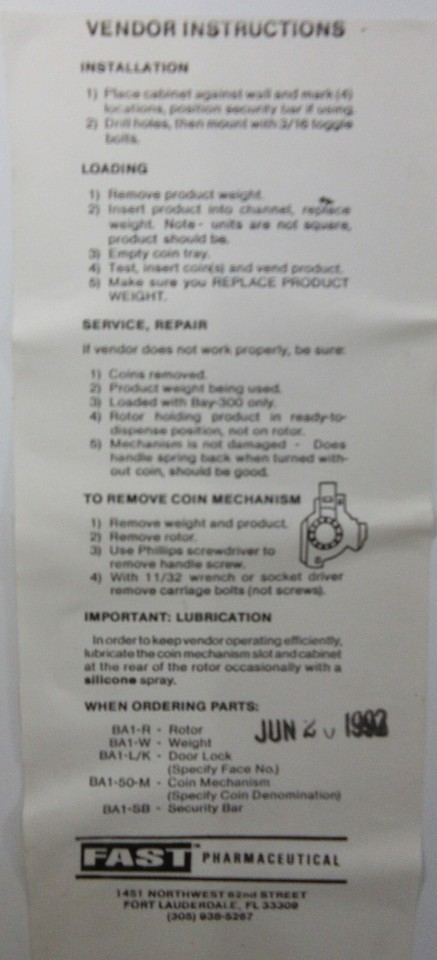 VENDOR INSTRUCTIONS
INSTALLATION
1) Place cabinet against wall and mark (4)
locations, position security bar if using.
2) Drill holes, then mount with 3/16 toggle
bolts.
LOADING
1) Remove product weight.
2) Insert product into channel, replace
weight. Note - units are not square,
product should be.
3) Empty coin tray.
4) Test, insert coin(s) and vend product.
5) Make sure you REPLACE PRODUCT
WEIGHT.
SERVICE, REPAIR
If vendor does not work properly, be sure:
1) Coins removed.
2) Product weight being used.
3) Loaded with Bay-300 only.
4) Rotor holding product in ready-to-
dispense position, not on rotor.
5) Mechanism is not damaged - Does
handle spring back when turned with-
out coin, should be good.
TO REMOVE COIN MECHANISM
1) Remove weight and product.
2) Remove rotor.
3) Use Phillips screwdriver to
remove handle screw.
4) With 11/32 wrench or socket driver
remove carriage bolts (not screws).
IMPORTANT: LUBRICATION
In order to keep vendor operating efficiently,
lubricate the coin mechanism slot and cabinet
at the rear of the rotor occasionally with a
silicone spray.
WHEN ORDERING PARTS:
JUN 2 1992
BA1-R - Rotor
BA1-W - Weight
BA1-L/K - Door Lock
(Specify Face No.)
BA1-50-M - Coin Mechanism
(Specify Coin Denomination)
BA1-SB - Security Bar
FAST™ PHARMACEUTICAL
1451 NORTHWEST 62nd STREET
FORT LAUDERDALE, FL 33309
(305) 938-5267